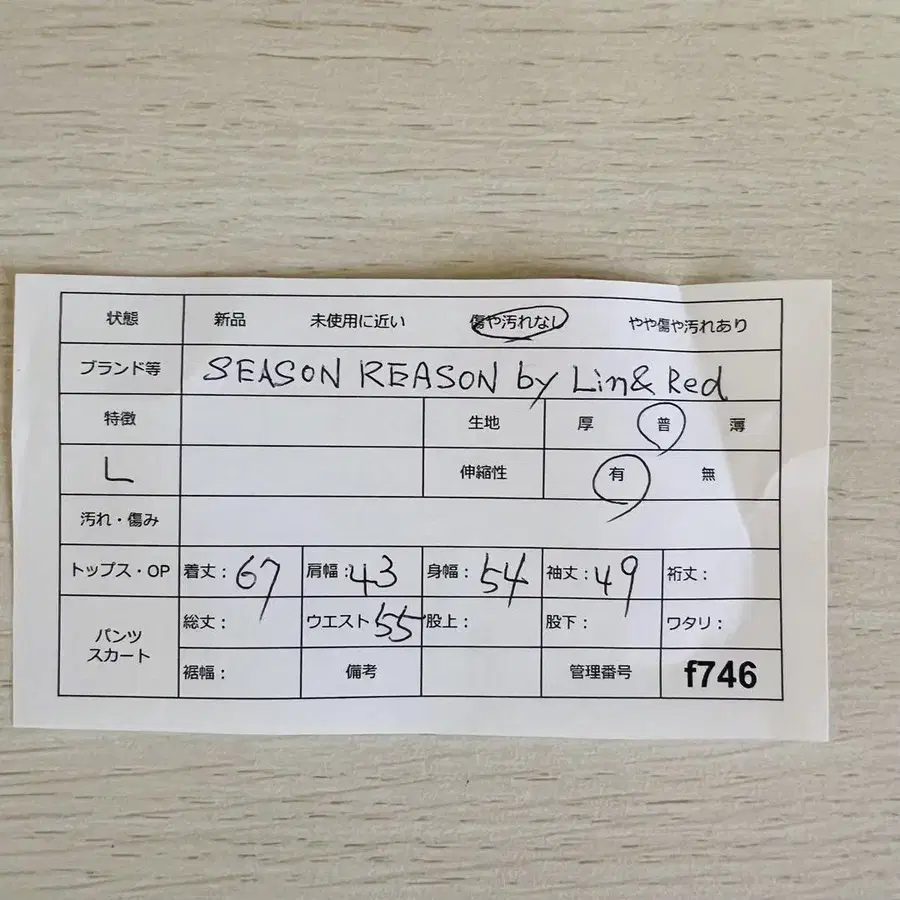 状態 新品 未使用に近い 傷や汚れなし やや傷や汚れあり
ブランド等 SEASON REASON by Lin& Red
特徴 生地 厚 普 薄
L 伸縮性 有 無
汚れ・傷み
トップス・OP 着丈: 67 肩幅: 43 身幅: 54 袖丈: 49 裄丈:
パンツ スカート 総丈: ウエスト 55 股上: 股下: ワタリ:
裾幅: 備考 管理番号 f746